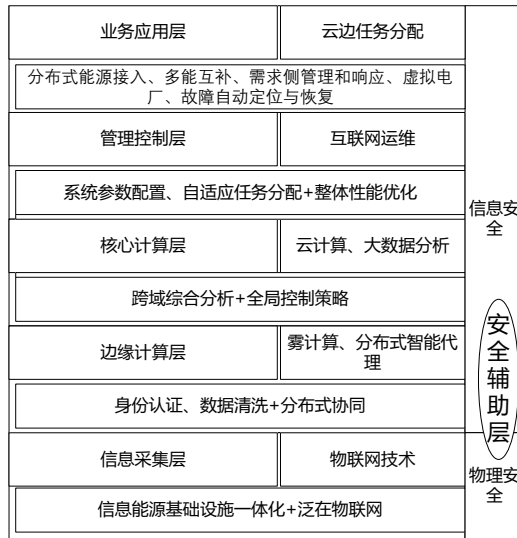 业务应用层
云边任务分配
分布式能源接入、多能互补、需求侧管理和响应、虚拟电
厂、故障自动定位与恢复
管理控制层
互联网运维
系统参数配置、自适应任务分配+整体性能优化
核心计算层
云计算、大数据分析
跨域综合分析+全局控制策略
边缘计算层
雾计算、分布式智能代
理
身份认证、数据清洗+分布式协同
信息采集层
物联网技术
信息能源基础设施一体化+泛在物联网
信息安
全
安
全
辅
助
层
物理安
全